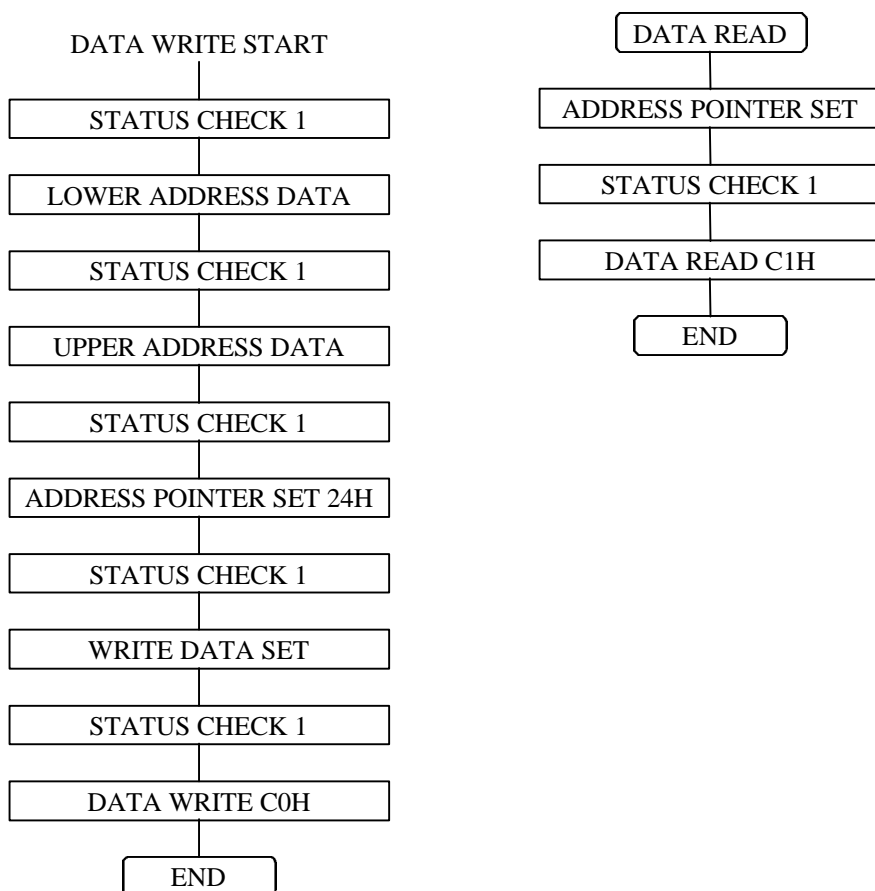 DATA WRITE START
STATUS CHECK 1
LOWER ADDRESS DATA
STATUS CHECK 1
UPPER ADDRESS DATA
STATUS CHECK 1
ADDRESS POINTER SET 24H
STATUS CHECK 1
WRITE DATA SET
STATUS CHECK 1
DATA WRITE C0H
END
DATA READ
ADDRESS POINTER SET
STATUS CHECK 1
DATA READ C1H
END